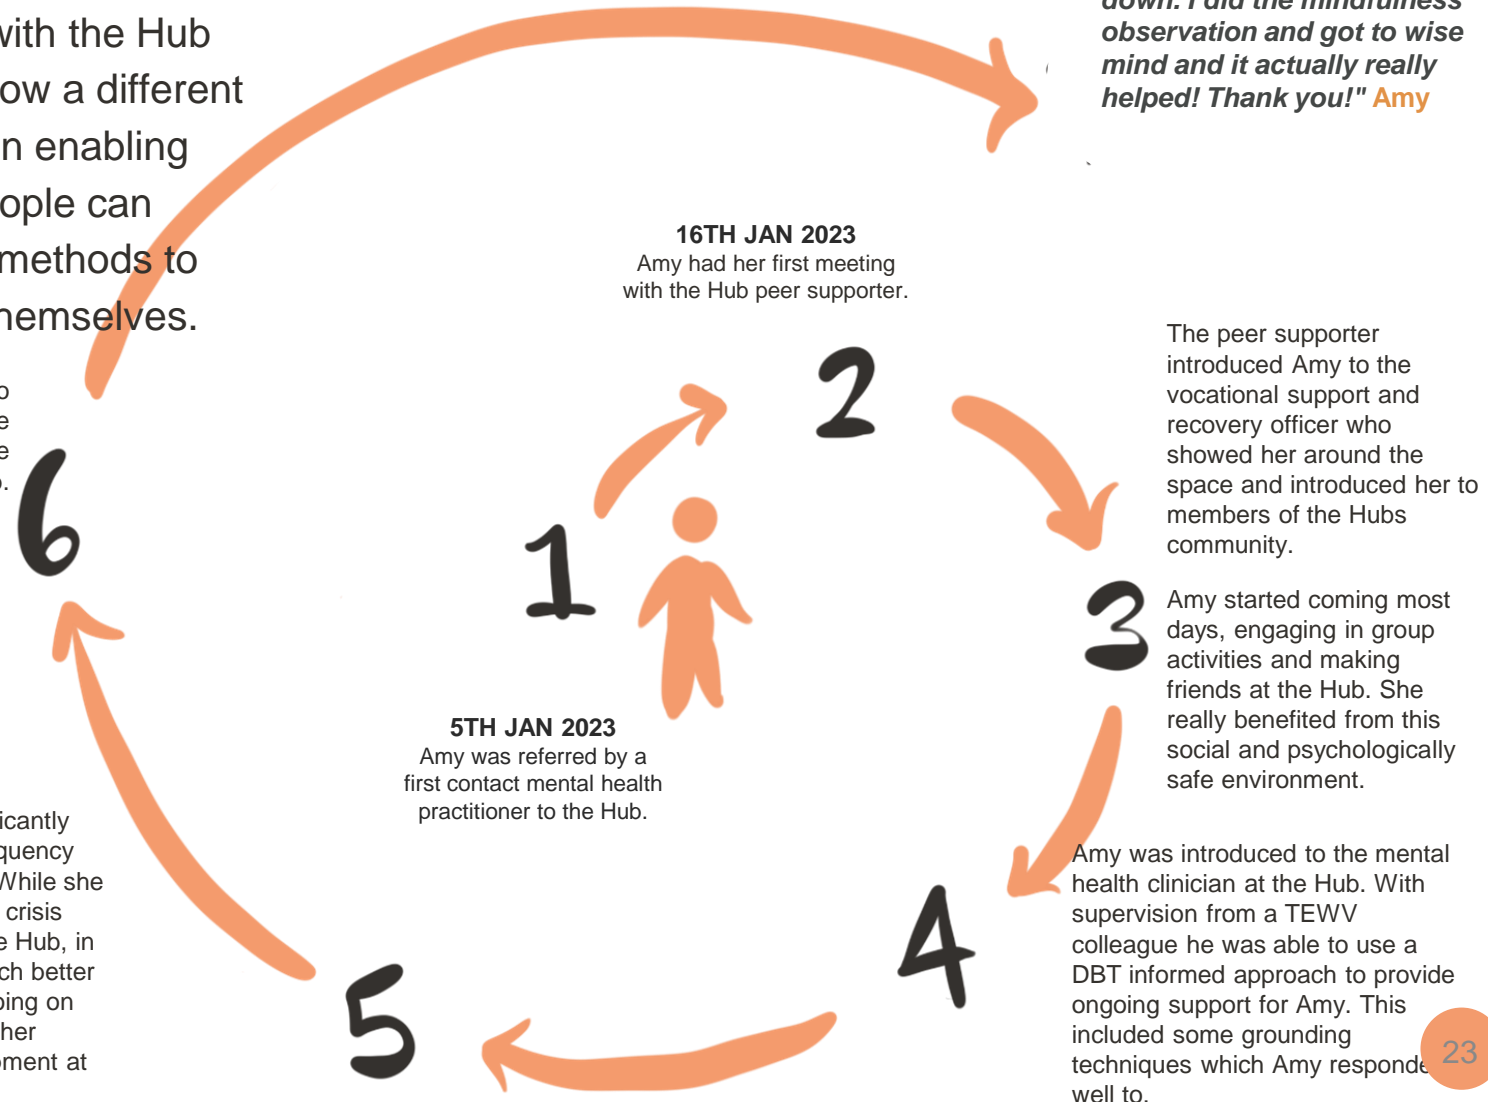 with the Hub
ow a different
n enabling
ople can
methods to
hemselves.
down. I did the mindfulness
observation and got to wise
mind and it actually really
helped! Thank you!" Amy
16TH JAN 2023
Amy had her first meeting
with the Hub peer supporter.
2
The peer supporter
introduced Amy to the
vocational support and
recovery officer who
showed her around the
space and introduced her to
members of the Hubs
community.
o
e
e
.
6
1
3
Amy started coming most
days, engaging in group
activities and making
friends at the Hub. She
really benefited from this
social and psychologically
safe environment.
5TH JAN 2023
Amy was referred by a
first contact mental health
practitioner to the Hub.
icantly
quency
While she
crisis
e Hub, in
ch better
ping on
her
oment at
4
Amy was introduced to the mental
health clinician at the Hub. With
supervision from a TEWV
colleague he was able to use a
DBT informed approach to provide
ongoing support for Amy. This
included some grounding
techniques which Amy responde
well to.
5
23